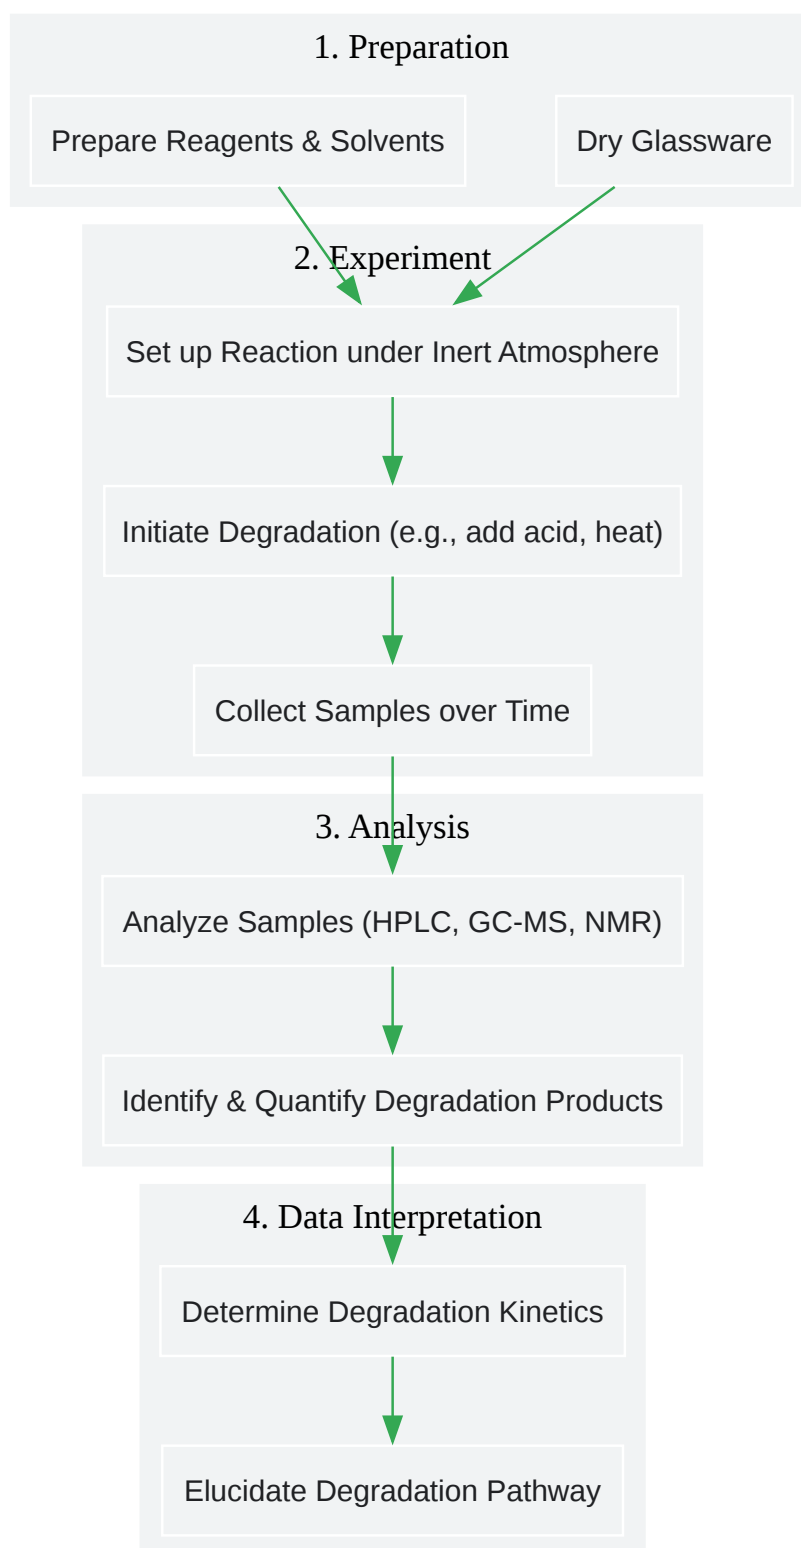 1. Preparation
Prepare Reagents & Solvents
Dry Glassware
2. Experiment
Set up Reaction under Inert Atmosphere
Initiate Degradation (e.g., add acid, heat)
Collect Samples over Time
3. Analysis
Analyze Samples (HPLC, GC-MS, NMR)
Identify & Quantify Degradation Products
4. Data Interpretation
Determine Degradation Kinetics
Elucidate Degradation Pathway